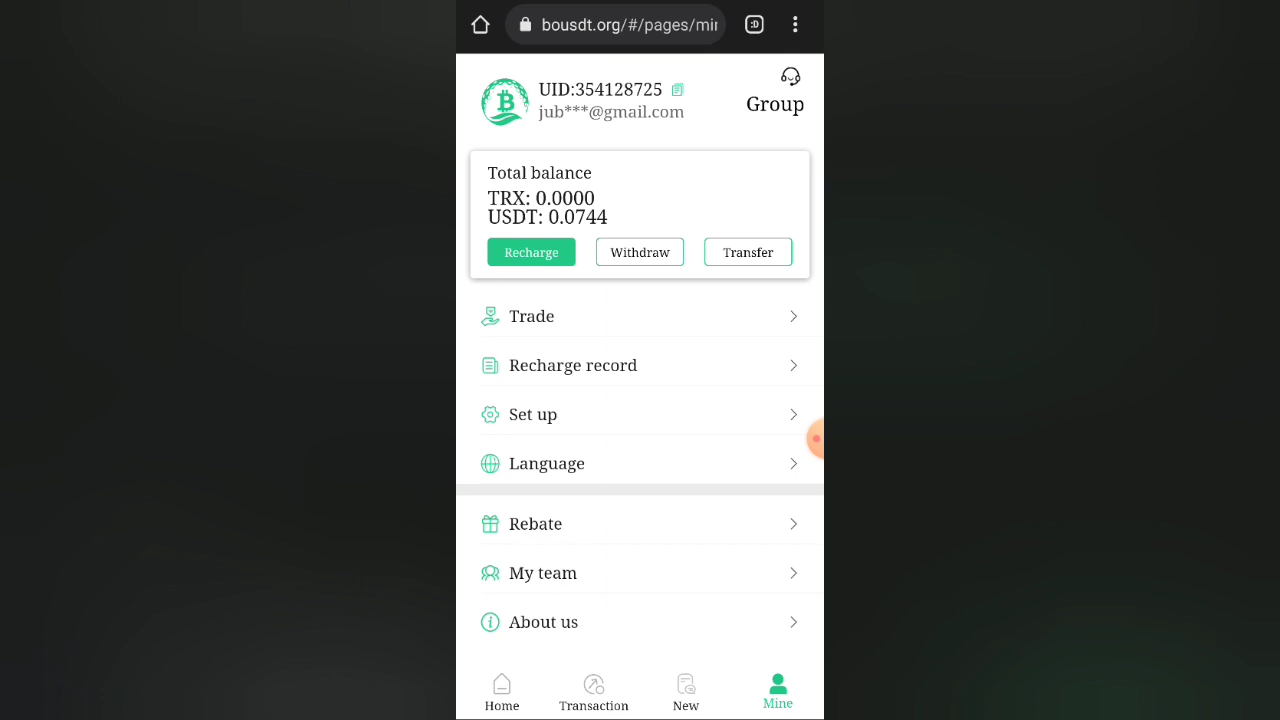 bousdt.org/#/pages/mi
:D
UID:354128725
jub***@gmail.com
Group
Total balance
TRX: 0.0000
USDT: 0.0744
Recharge
Withdraw
Transfer
Trade
Recharge record
Set up
Language
Rebate
My team
About us
Home
Transaction
New
Mine